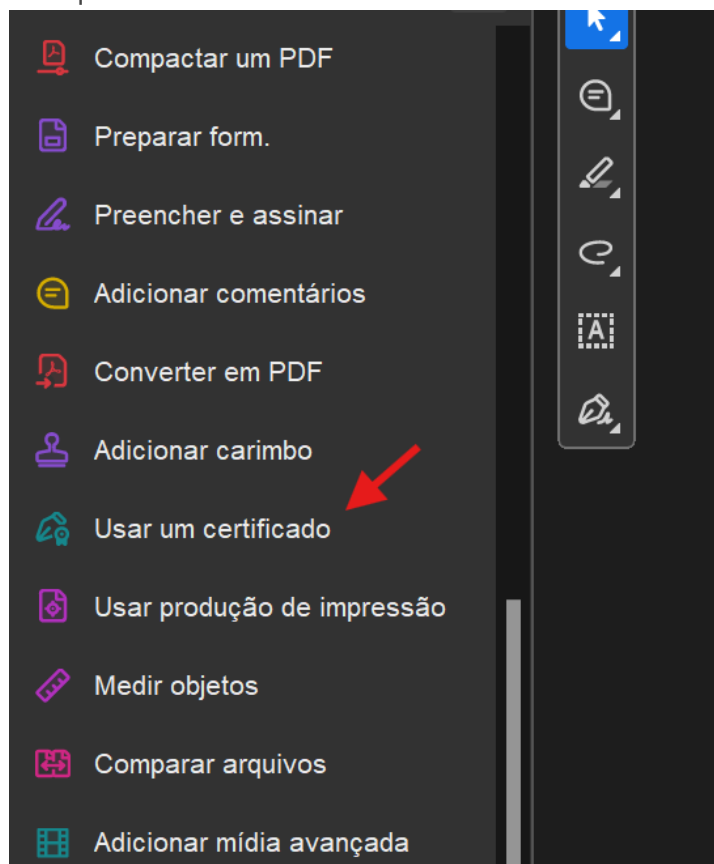 Compactar um PDF
Preparar form.
Preencher e assinar
Adicionar comentários
Converter em PDF
Adicionar carimbo
Usar um certificado
Usar produção de impressão
Medir objetos
Comparar arquivos
Adicionar mídia avançada
A